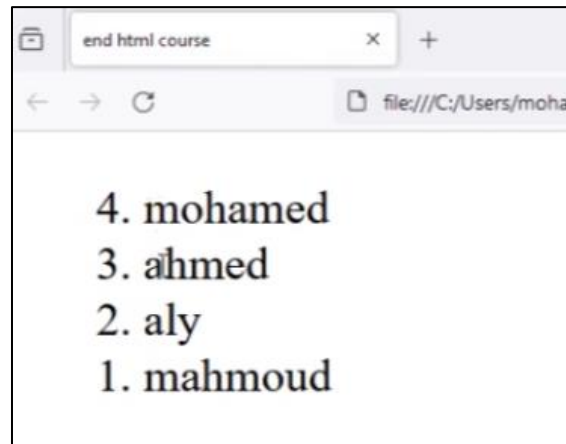 end html course
file:///C:/Users/moha
4. mohamed
3. ahmed
2. aly
1. mahmoud